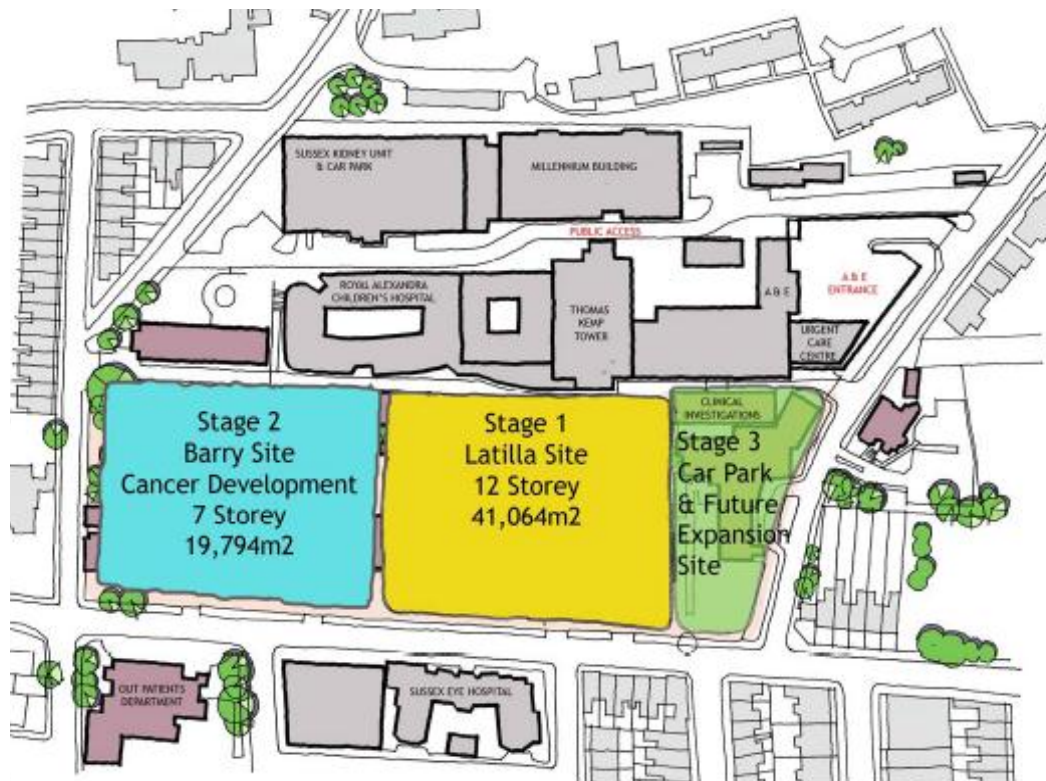 SUSSEX KIDNEY UNIT
& CAR PARK
MILLENNIUM BUILDING
PUBLIC ACCESS
ROYAL ALEXANDRA
CHILDREN'S HOSPITAL
THOMAS
KEMP
TOWER
A & E
A & E
ENTRANCE
URGENT
CARE
CENTRE
Stage 2
Barry Site
Cancer Development
7 Storey
19,794m2
Stage 1
Latilla Site
12 Storey
41,064m2
CLINICAL
INVESTIGATIONS
Stage 3
Car Park
& Future
Expansion
Site
OUT PATIENTS
DEPARTMENT
SUSSEX EYE HOSPITAL